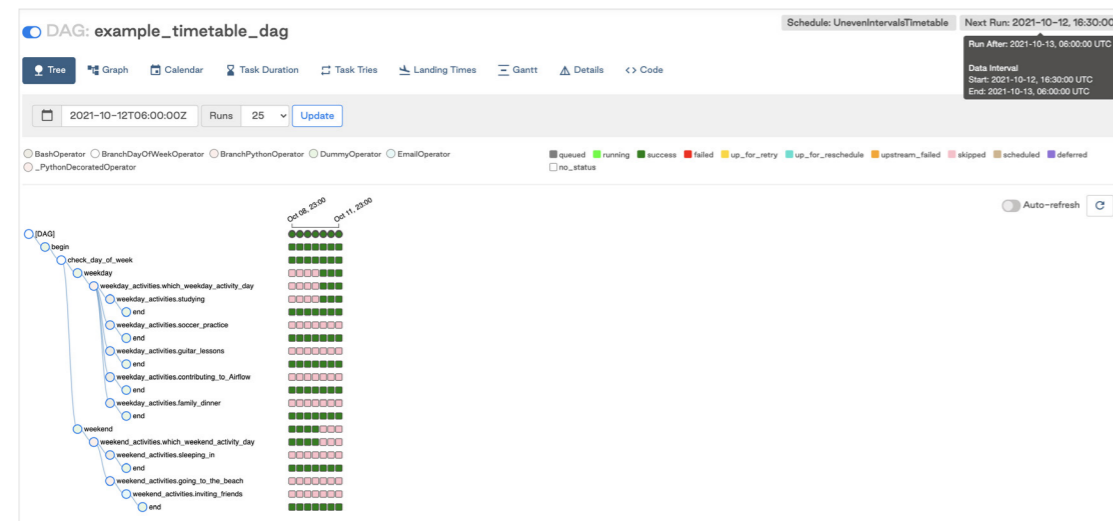 DAG: example_timetable_dag
Schedule: UnevenIntervalsTimetable Next Run: 2021-10-12, 16:30:00
Run After: 2021-10-13, 06:00:00 UTC
Data Interval
Start: 2021-10-12, 16:30:00 UTC
End: 2021-10-13, 06:00:00 UTC
Tree Graph Calendar Task Duration Task Tries Landing Times Gantt Details <> Code
2021-10-12T06:00:00Z Runs 25 Update
BashOperator BranchDayOfWeekOperator BranchPythonOperator DummyOperator EmailOperator
_PythonDecoratedOperator
queued running success failed up_for_retry up_for_reschedule upstream_failed skipped scheduled deferred
no_status
Auto-refresh
Oct 08, 23:00 Oct 11, 23:00
[DAG]
begin
check_day_of_week
weekday
weekday_activities.which_weekday_activity_day
weekday_activities.studying
end
weekday_activities.soccer_practice
end
weekday_activities.guitar_lessons
end
weekday_activities.contributing_to_Airflow
end
weekday_activities.family_dinner
end
weekend
weekend_activities.which_weekend_activity_day
weekend_activities.sleeping_in
end
weekend_activities.going_to_the_beach
weekend_activities.inviting_friends
end